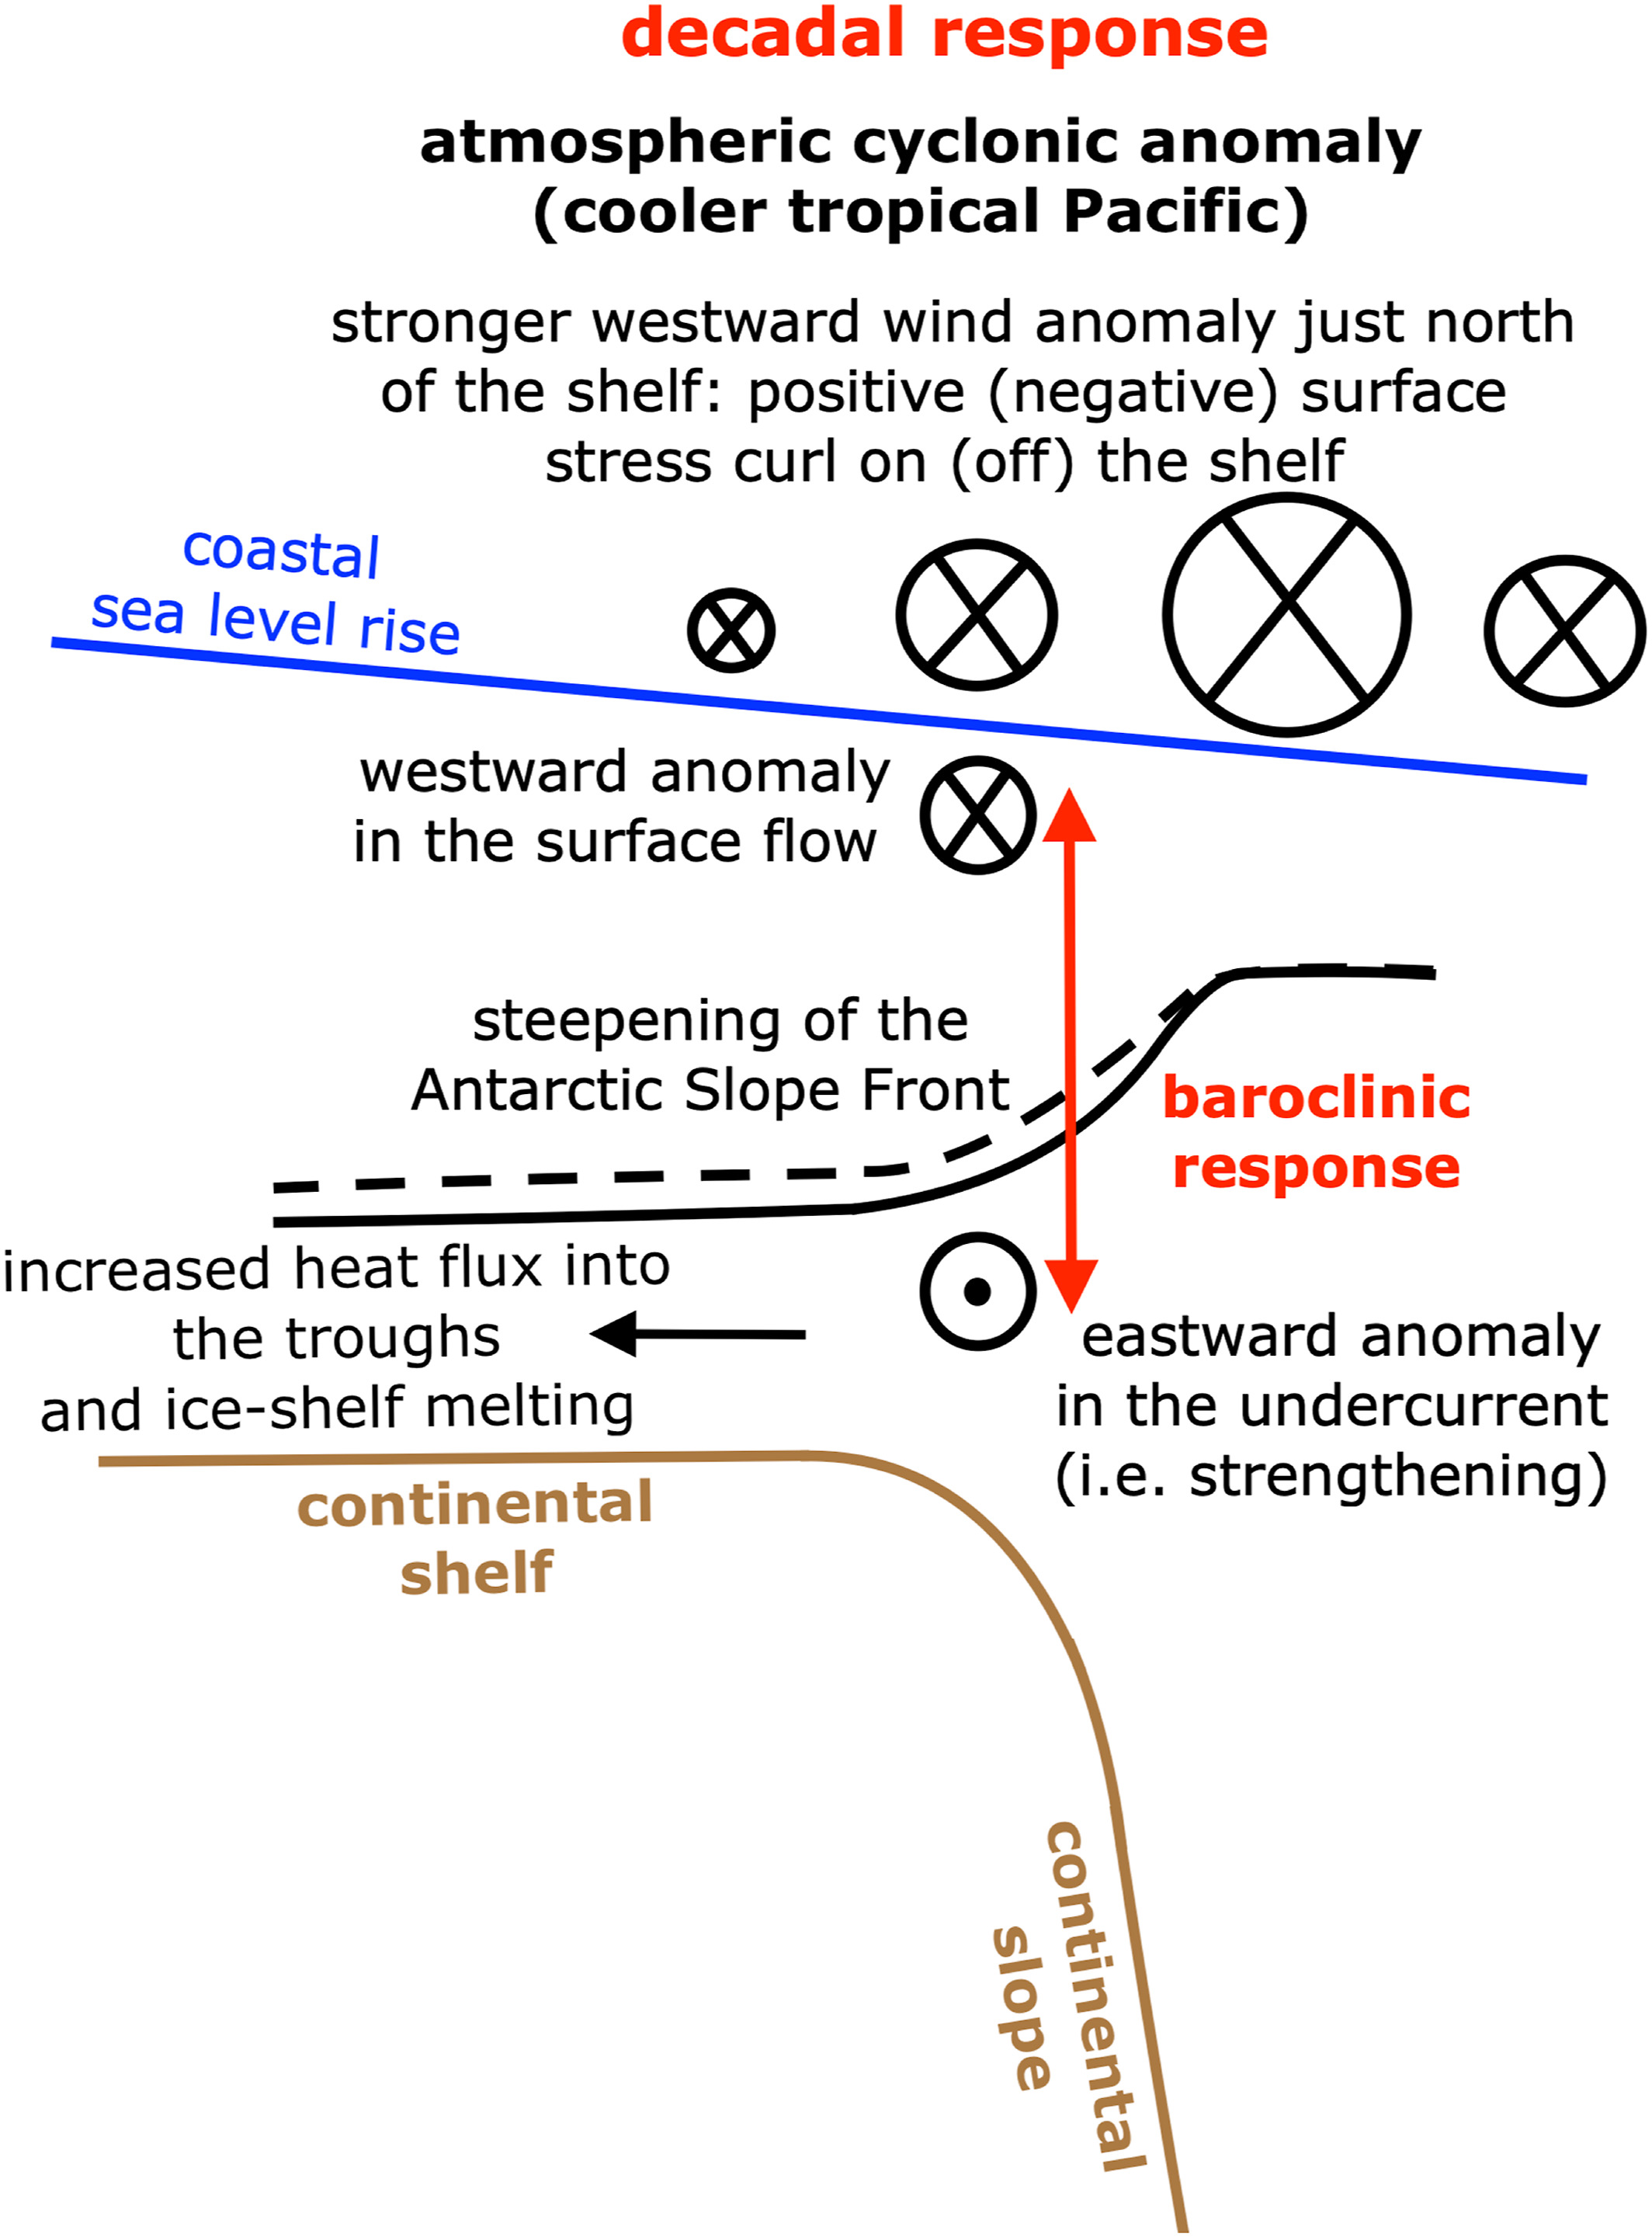 decadal response
atmospheric cyclonic anomaly
(cooler tropical Pacific)
stronger westward wind anomaly just north
of the shelf: positive (negative) surface
stress curl on (off) the shelf
coastal
sea level rise
westward anomaly
in the surface flow
steepening of the
Antarctic Slope Front
baroclinic
response
increased heat flux into
the troughs
and ice-shelf melting
eastward anomaly
in the undercurrent
(i.e. strengthening)
continental
shelf
continental
slope